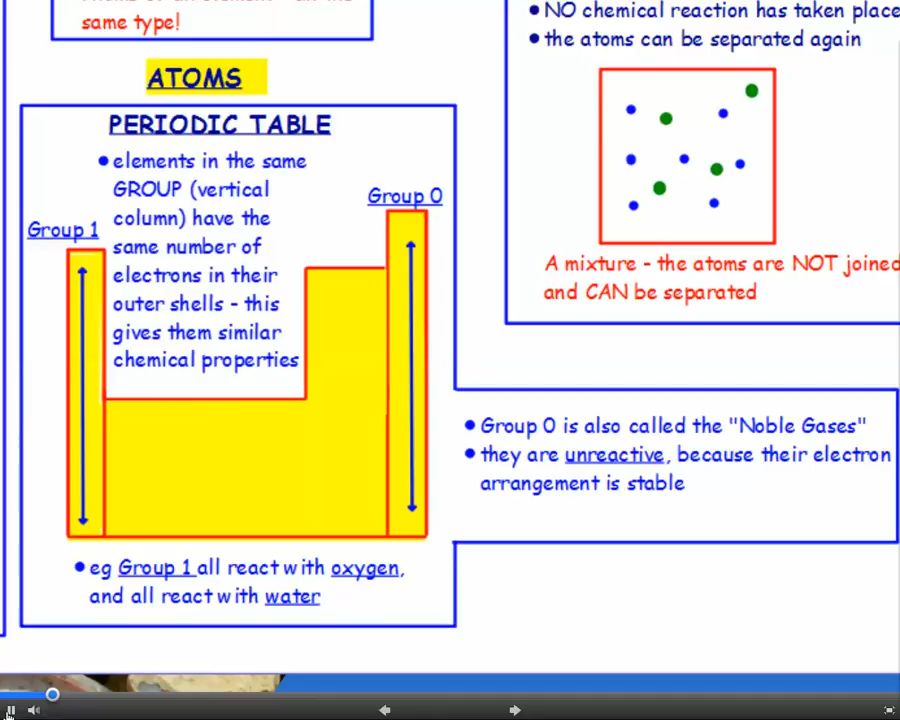 same type!
ATOMS
PERIODIC TABLE
• elements in the same
GROUP (vertical
column) have the
same number of
electrons in their
outer shells - this
gives them similar
chemical properties
Group 1
Group 0
• eg Group 1 all react with oxygen,
and all react with water
• NO chemical reaction has taken place
• the atoms can be separated again
A mixture - the atoms are NOT joined
and CAN be separated
• Group 0 is also called the "Noble Gases"
• they are unreactive, because their electron
arrangement is stable